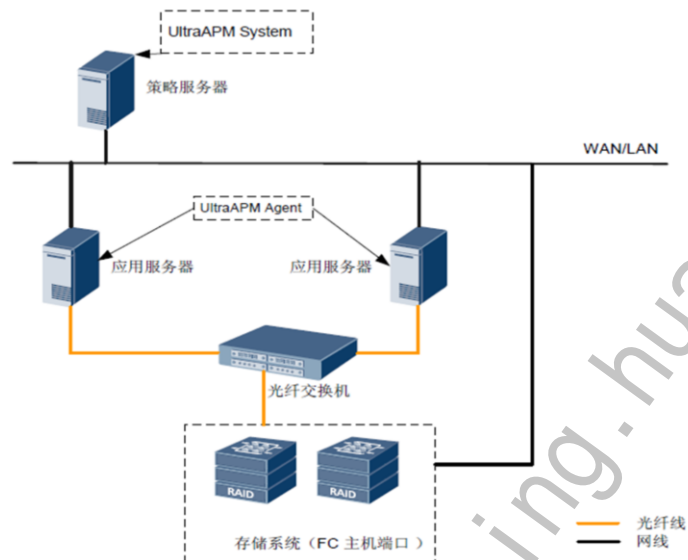 UltraAPM System
策略服务器
WAN/LAN
UltraAPM Agent
应用服务器
应用服务器
光纤交换机
RAID
RAID
存储系统（FC 主机端口 ）
光纤线
网线
ing.hua